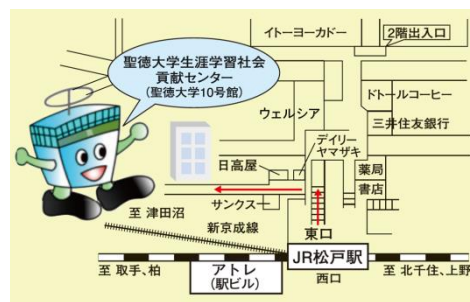 イトーヨーカドー
2階出入口
聖徳大学生涯学習社会
貢献センター
(聖徳大学10号館)
ウェルシア
ドトールコーヒー
三井住友銀行
デイリー
ヤマザキ
日高屋
薬局
書店
サンクス
至 津田沼
新京成線
東口
JR松戸駅
至 取手、柏
アトレ
(駅ビル)
西口
至 北千住、上野